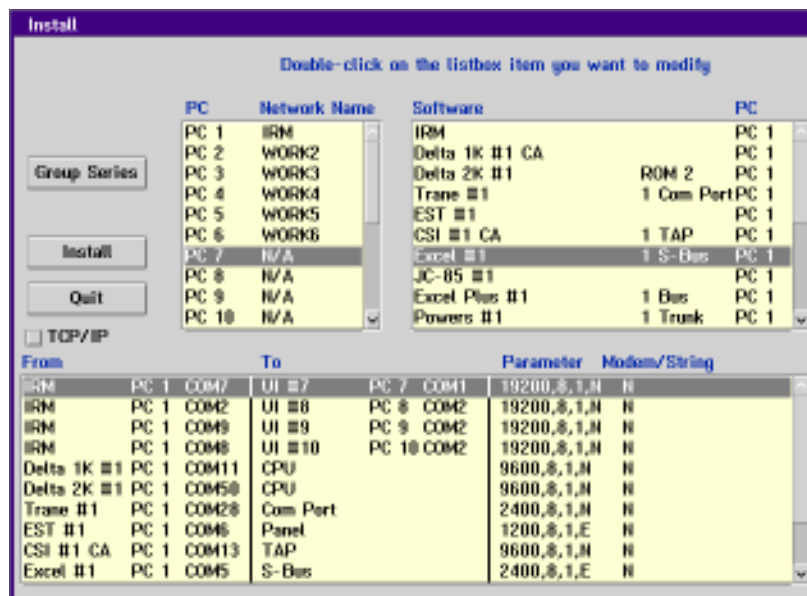 Install
Double-click on the listbox item you want to modify
PC Network Name Software PC
PC 1 IRM IRM PC 1
PC 2 WORK2 Delta 1K #1 CA PC 1
PC 3 WORK3 Delta 2K #1 ROM 2 PC 1
Group Series
PC 4 WORK4 Trane #1 1 Com Port PC 1
PC 5 WORK5 EST #1 PC 1
PC 6 WORK6 CSI #1 CA 1 TAP PC 1
Install
PC 7 N/A Excel #1 1 S-Bus PC 1
PC 8 N/A JC-85 #1 PC 1
Quit
PC 9 N/A Excel Plus #1 1 Bus PC 1
PC 10 N/A Powers #1 1 Trunk PC 1
TCP/IP
From To Parameter Modem/String
IRM PC 1 COM7 UI #7 PC 7 COM1 19200,8,1,N N
IRM PC 1 COM2 UI #8 PC 8 COM2 19200,8,1,N N
IRM PC 1 COM9 UI #9 PC 9 COM2 19200,8,1,N N
IRM PC 1 COM8 UI #10 PC 10 COM2 19200,8,1,N N
Delta 1K #1 PC 1 COM11 CPU 9600,8,1,N N
Delta 2K #1 PC 1 COM50 CPU 9600,8,1,N N
Trane #1 PC 1 COM28 Com Port 2400,8,1,N N
EST #1 PC 1 COM6 Panel 1200,8,1,E N
CSI #1 CA PC 1 COM13 TAP 9600,8,1,N N
Excel #1 PC 1 COM5 S-Bus 2400,8,1,E N